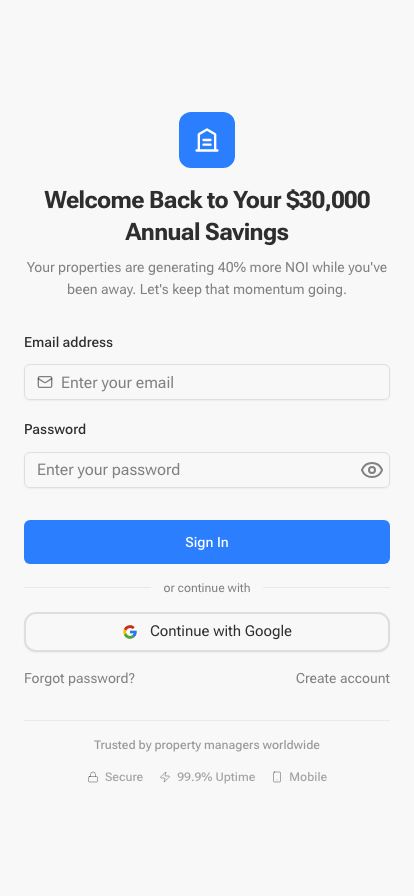 Welcome Back to Your $30,000
Annual Savings
Your properties are generating 40% more NOI while you've
been away. Let's keep that momentum going.
Email address
Enter your email
Password
Enter your password
Sign In
or continue with
Continue with Google
Forgot password?
Create account
Trusted by property managers worldwide
Secure
99.9% Uptime
Mobile